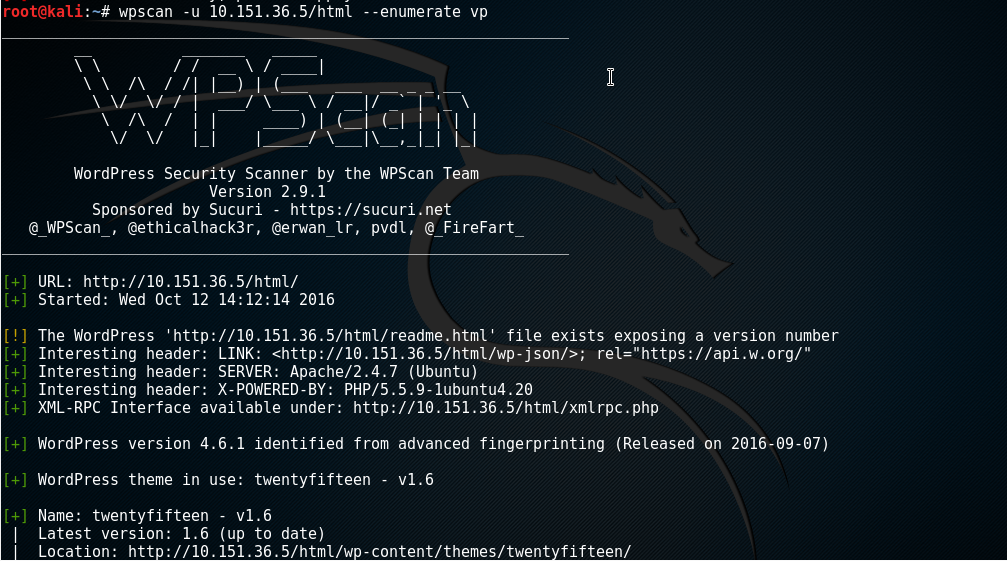 root@kali:~# wpscan -u 10.151.36.5/html --enumerate vp
WPScan
WordPress Security Scanner by the WPScan Team
Version 2.9.1
Sponsored by Sucuri - https://sucuri.net
@_WPScan_, @ethicalhack3r, @erwan_lr, pvdl, @_FireFart_
[+] URL: http://10.151.36.5/html/
[+] Started: Wed Oct 12 14:12:14 2016
[!] The WordPress 'http://10.151.36.5/html/readme.html' file exists exposing a version number
[+] Interesting header: LINK: <http://10.151.36.5/html/wp-json/>; rel="https://api.w.org/"
[+] Interesting header: SERVER: Apache/2.4.7 (Ubuntu)
[+] Interesting header: X-POWERED-BY: PHP/5.5.9-1ubuntu4.20
[+] XML-RPC Interface available under: http://10.151.36.5/html/xmlrpc.php
[+] WordPress version 4.6.1 identified from advanced fingerprinting (Released on 2016-09-07)
[+] WordPress theme in use: twentyfifteen - v1.6
[+] Name: twentyfifteen - v1.6
| Latest version: 1.6 (up to date)
| Location: http://10.151.36.5/html/wp-content/themes/twentyfifteen/